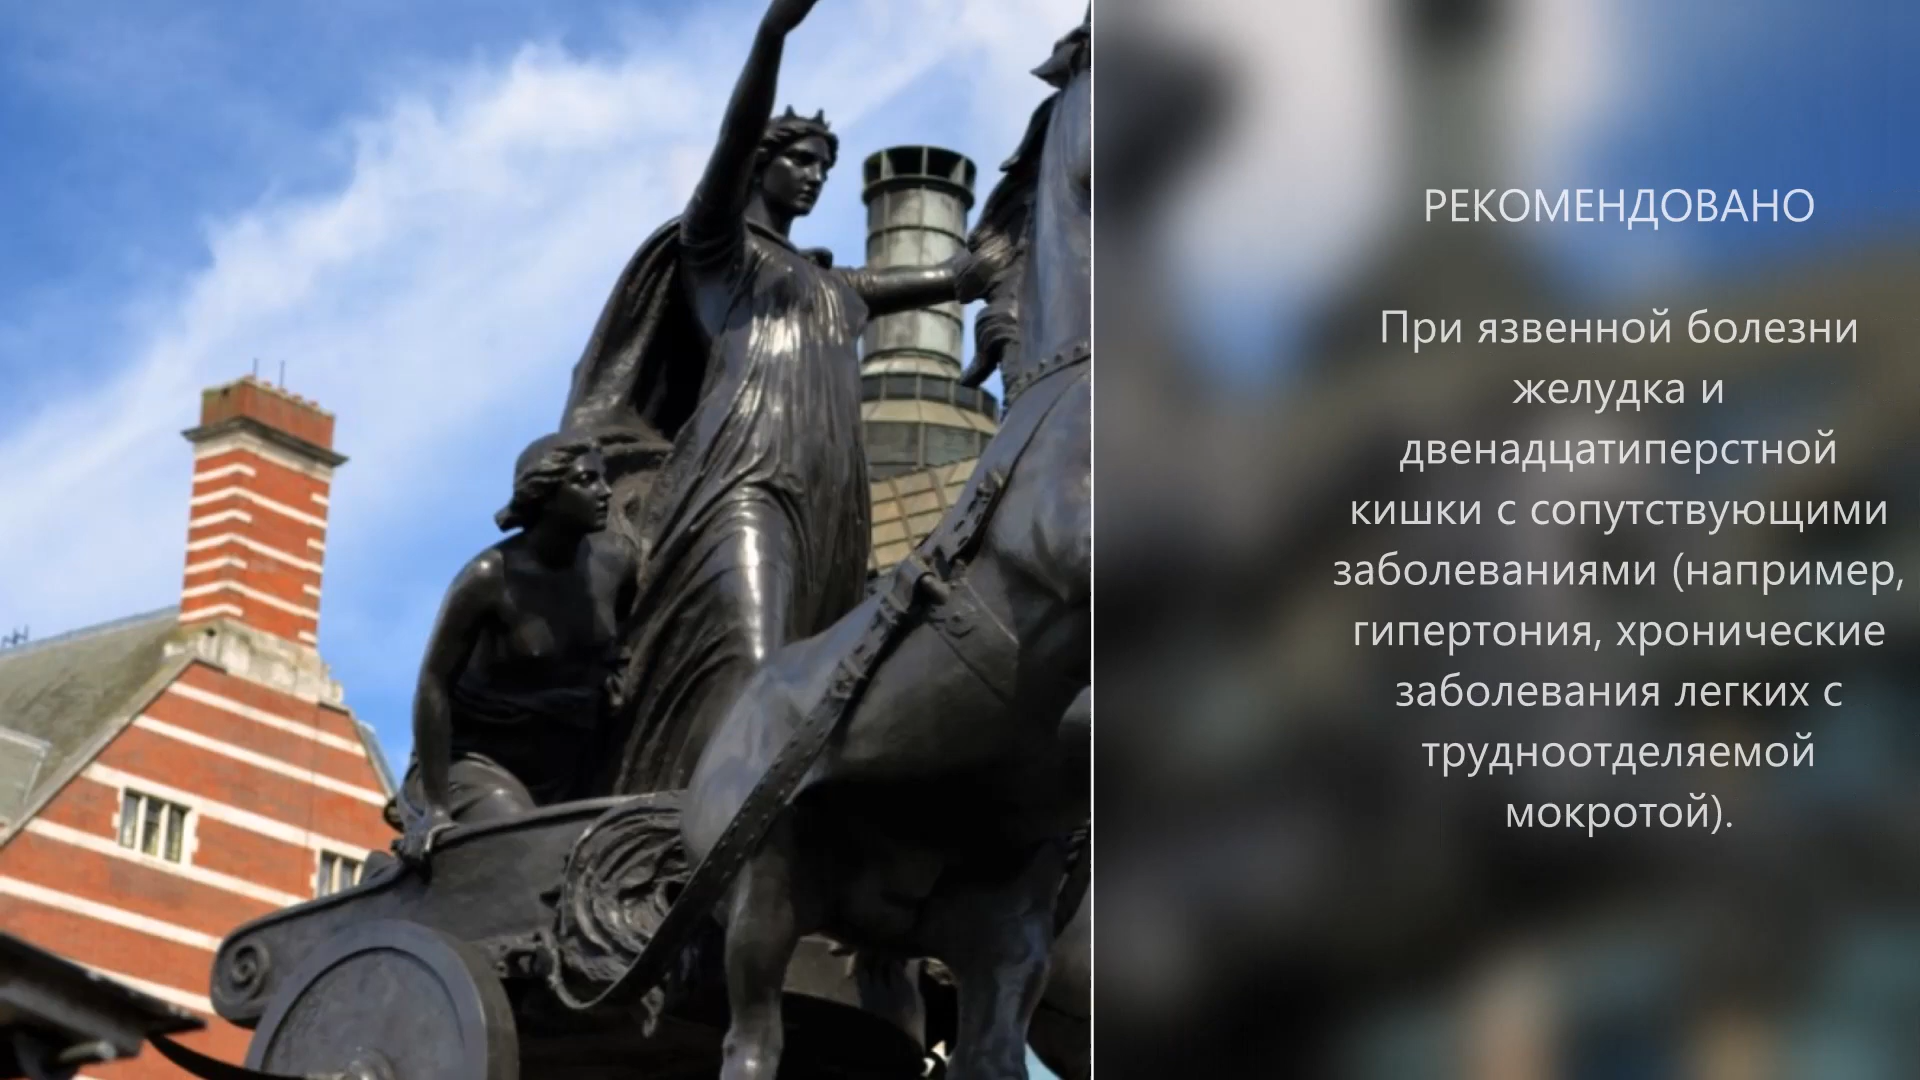 РЕКОМЕНДОВАНО
При язвенной болезни
желудка и
двенадцатиперстной
кишки с сопутствующими
заболеваниями (например,
гипертония, хронические
заболевания легких с
трудноотделяемой
мокротой).